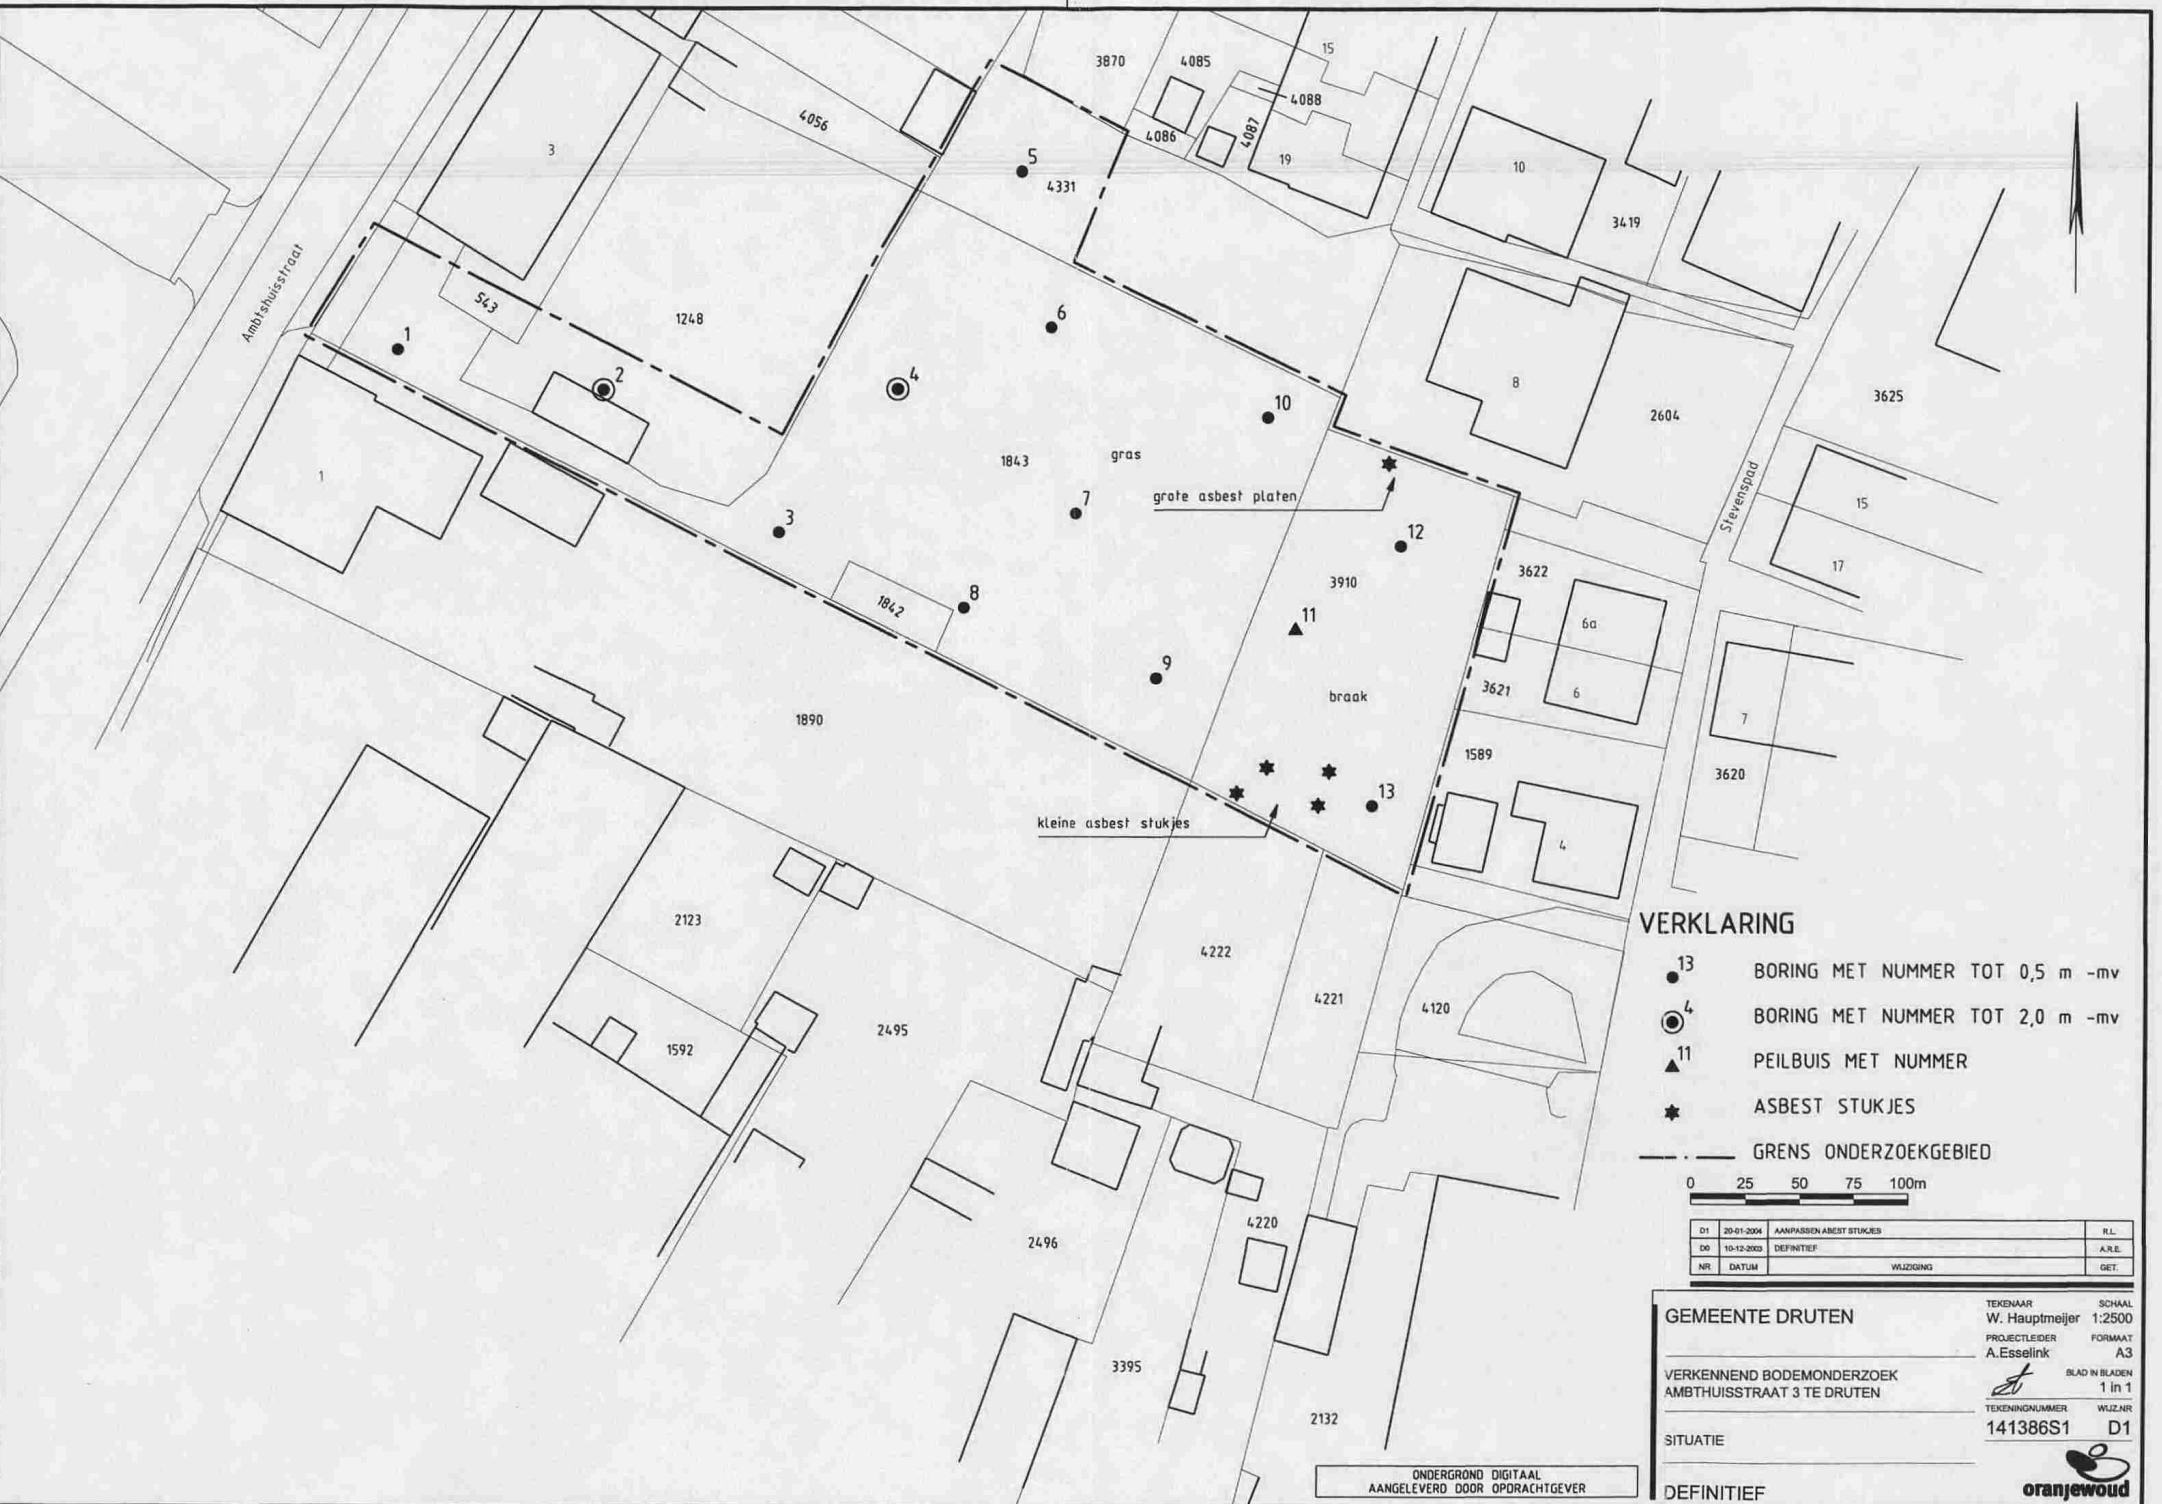 15
3870
4085
4088
4056
4087
4086
3
5
19
10
4331
3419
Ambtshuisstraat
543
1248
6
1
2
4
8
3625
10
2604
1843
gras
1
grote asbest platen
7
Stevenspad
15
3
12
17
3910
3622
1842
8
11
6a
9
3621
6
braak
1890
7
1589
3620
13
kleine asbest stukjes
4
2123
4222
4221
4120
2495
1592
4220
2496
3395
2132
VERKLARING
13 BORING MET NUMMER TOT 0,5 m -mv
4 BORING MET NUMMER TOT 2,0 m -mv
11 PEILBUIS MET NUMMER
ASBEST STUKJES
GRENS ONDERZOEKGEBIED
0 25 50 75 100m
D1 20-01-2004 AANPASSEN ABEST STUKJES R.L.
D0 10-12-2003 DEFINITIEF A.R.E.
NR DATUM WIJZIGING GET.
GEMEENTE DRUTEN
TEKENAAR SCHAAL
W. Hauptmeijer 1:2500
PROJECTLEIDER FORMAAT
A.Esselink A3
VERKENNEND BODEMONDERZOEK
AMBTHUISSTRAAT 3 TE DRUTEN
BLAD IN BLADEN
1 in 1
TEKENINGNUMMER WIJZ.NR
141386S1 D1
SITUATIE
DEFINITIEF
oranjewoud
ONDERGROND DIGITAAL
AANGELEVERD DOOR OPDRACHTGEVER